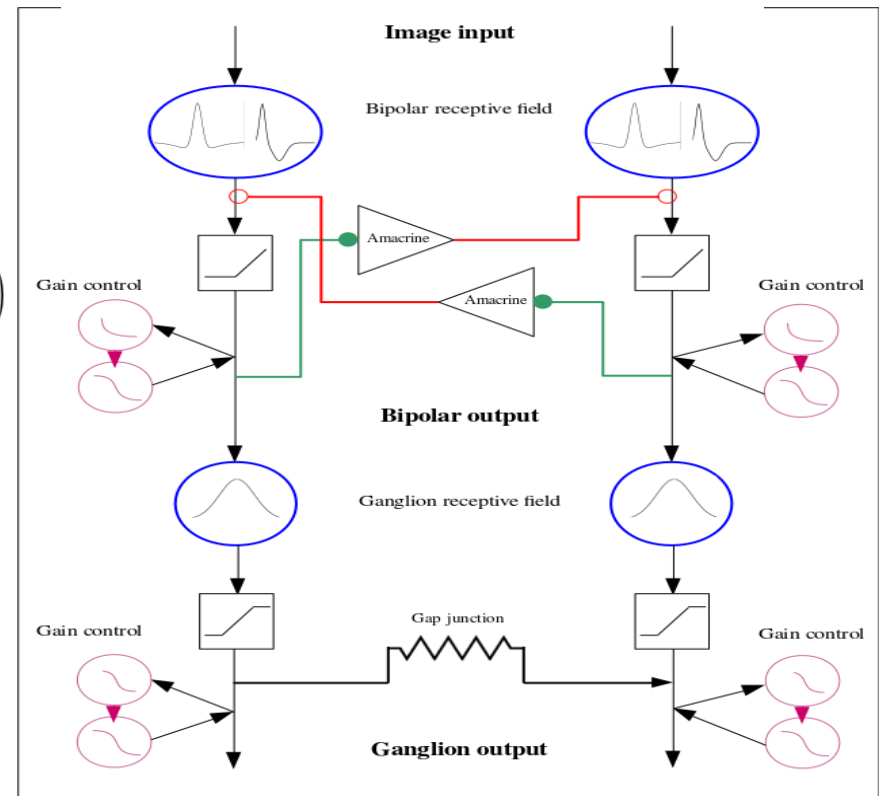 Image input
Bipolar receptive field
Amacrine
Gain control
Amacrine
Gain control
Bipolar output
Ganglion receptive field
Gap junction
Gain control
Gain control
Ganglion output